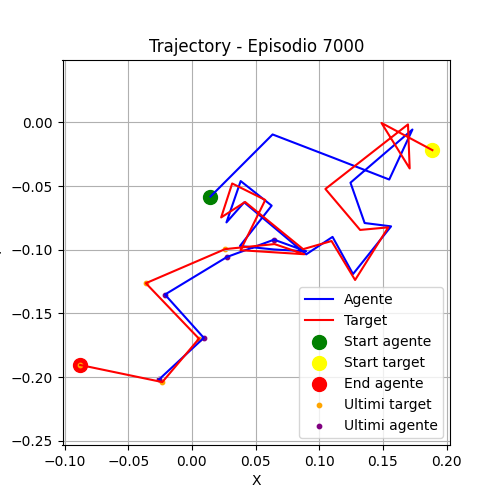 Trajectory - Episodio 7000
0.00
−0.05
−0.10
−0.15
−0.20
−0.25
−0.10
−0.05
0.00
0.05
0.10
0.15
0.20
X
Agente
Target
Start agente
Start target
End agente
Ultimi target
Ultimi agente